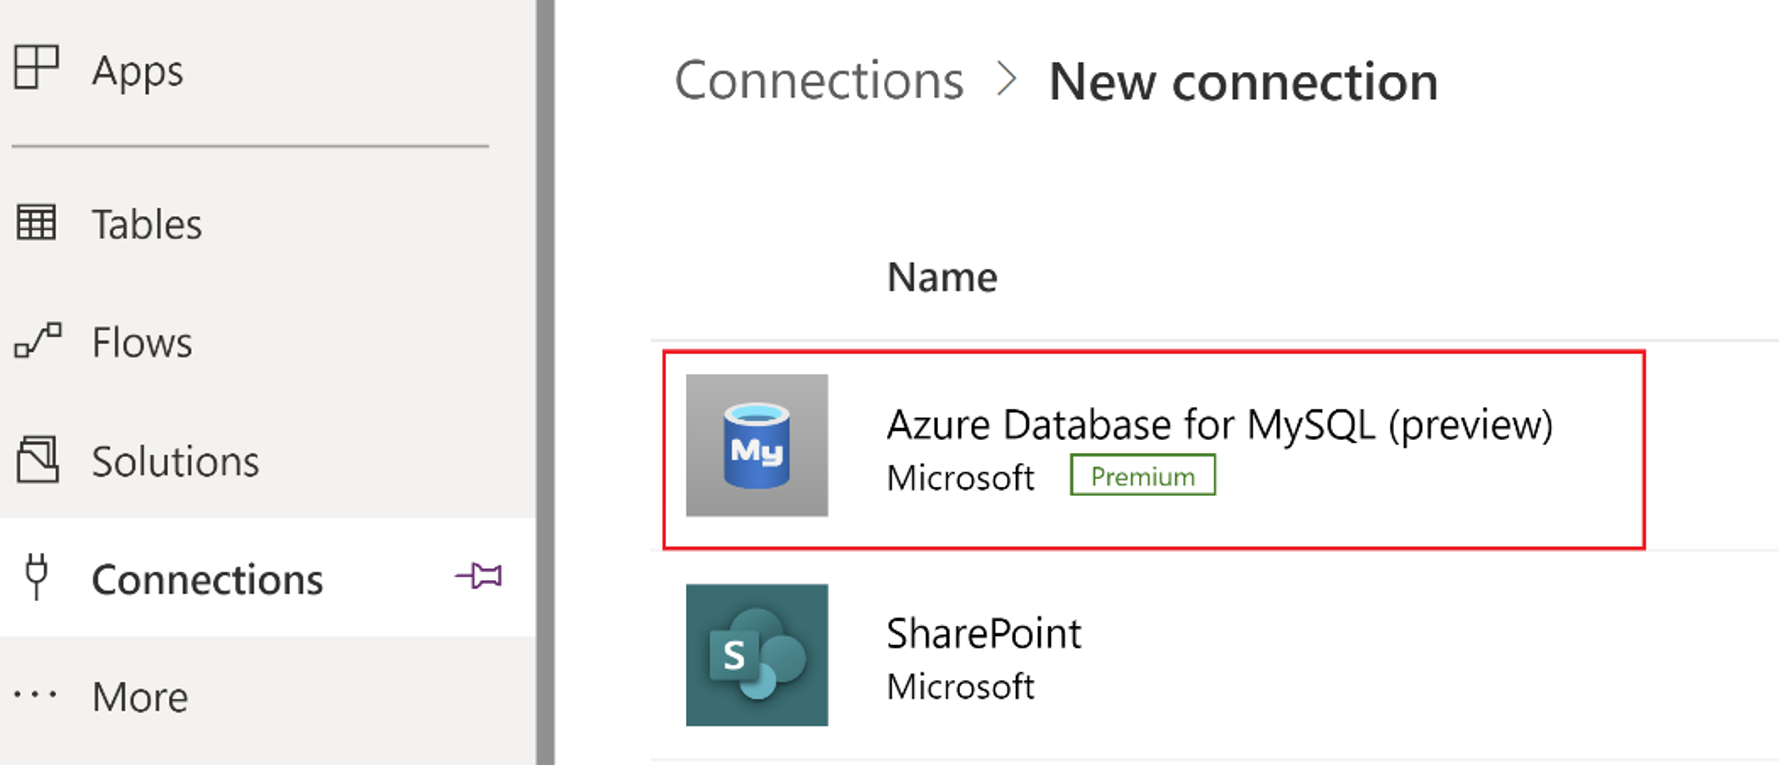 Apps
Tables
Flows
Solutions
Connections
More
Connections > New connection
Name
My
Azure Database for MySQL (preview)
Microsoft Premium
S
SharePoint
Microsoft